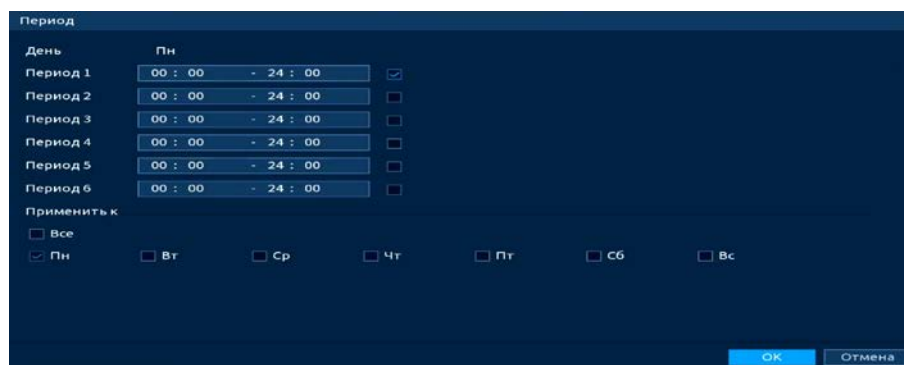 Период
День Пн
Период 1 00 : 00 - 24 : 00
Период 2 00 : 00 - 24 : 00
Период 3 00 : 00 - 24 : 00
Период 4 00 : 00 - 24 : 00
Период 5 00 : 00 - 24 : 00
Период 6 00 : 00 - 24 : 00
Применить к
Все
Пн Вт Ср Чт Пт Сб Вс
OK Отмена